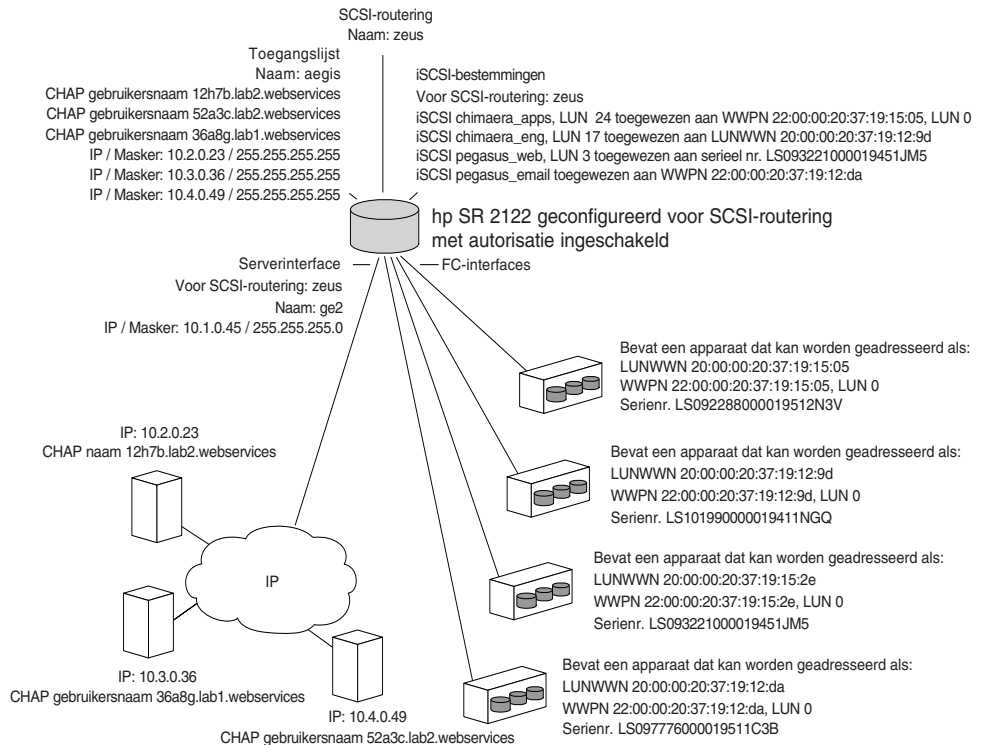 SCSI-routering
Naam: zeus
Toegangslijst
Naam: aegis
CHAP gebruikersnaam 12h7b.lab2.webservices
CHAP gebruikersnaam 52a3c.lab2.webservices
CHAP gebruikersnaam 36a8g.lab1.webservices
IP / Masker: 10.2.0.23 / 255.255.255.255
IP / Masker: 10.3.0.36 / 255.255.255.255
IP / Masker: 10.4.0.49 / 255.255.255.255
iSCSI-bestemmingen
Voor SCSI-routering: zeus
iSCSI chimaera_apps, LUN 24 toegewezen aan WWPN 22:00:00:20:37:19:15:05, LUN 0
iSCSI chimaera_eng, LUN 17 toegewezen aan LUNWWN 20:00:00:20:37:19:12:9d
iSCSI pegasus_web, LUN 3 toegewezen aan serieel nr. LS093221000019451JM5
iSCSI pegasus_email toegewezen aan WWPN 22:00:00:20:37:19:12:da
hp SR 2122 geconfigureerd voor SCSI-routering
met autorisatie ingeschakeld
Serverinterface
Voor SCSI-routering: zeus
Naam: ge2
IP / Masker: 10.1.0.45 / 255.255.255.0
FC-interfaces
Bevat een apparaat dat kan worden geadresseerd als:
LUNWWN 20:00:00:20:37:19:15:05
WWPN 22:00:00:20:37:19:15:05, LUN 0
Serienr. LS092288000019512N3V
IP: 10.2.0.23
CHAP naam 12h7b.lab2.webservices
Bevat een apparaat dat kan worden geadresseerd als:
LUNWWN 20:00:00:20:37:19:12:9d
WWPN 22:00:00:20:37:19:12:9d, LUN 0
Serienr. LS101990000019411NGQ
IP
Bevat een apparaat dat kan worden geadresseerd als:
LUNWWN 20:00:00:20:37:19:15:2e
WWPN 22:00:00:20:37:19:15:2e, LUN 0
Serienr. LS093221000019451JM5
IP: 10.3.0.36
CHAP gebruikersnaam 36a8g.lab1.webservices
IP: 10.4.0.49
CHAP gebruikersnaam 52a3c.lab2.webservices
Bevat een apparaat dat kan worden geadresseerd als:
LUNWWN 20:00:00:20:37:19:12:da
WWPN 22:00:00:20:37:19:12:da, LUN 0
Serienr. LS097776000019511C3B